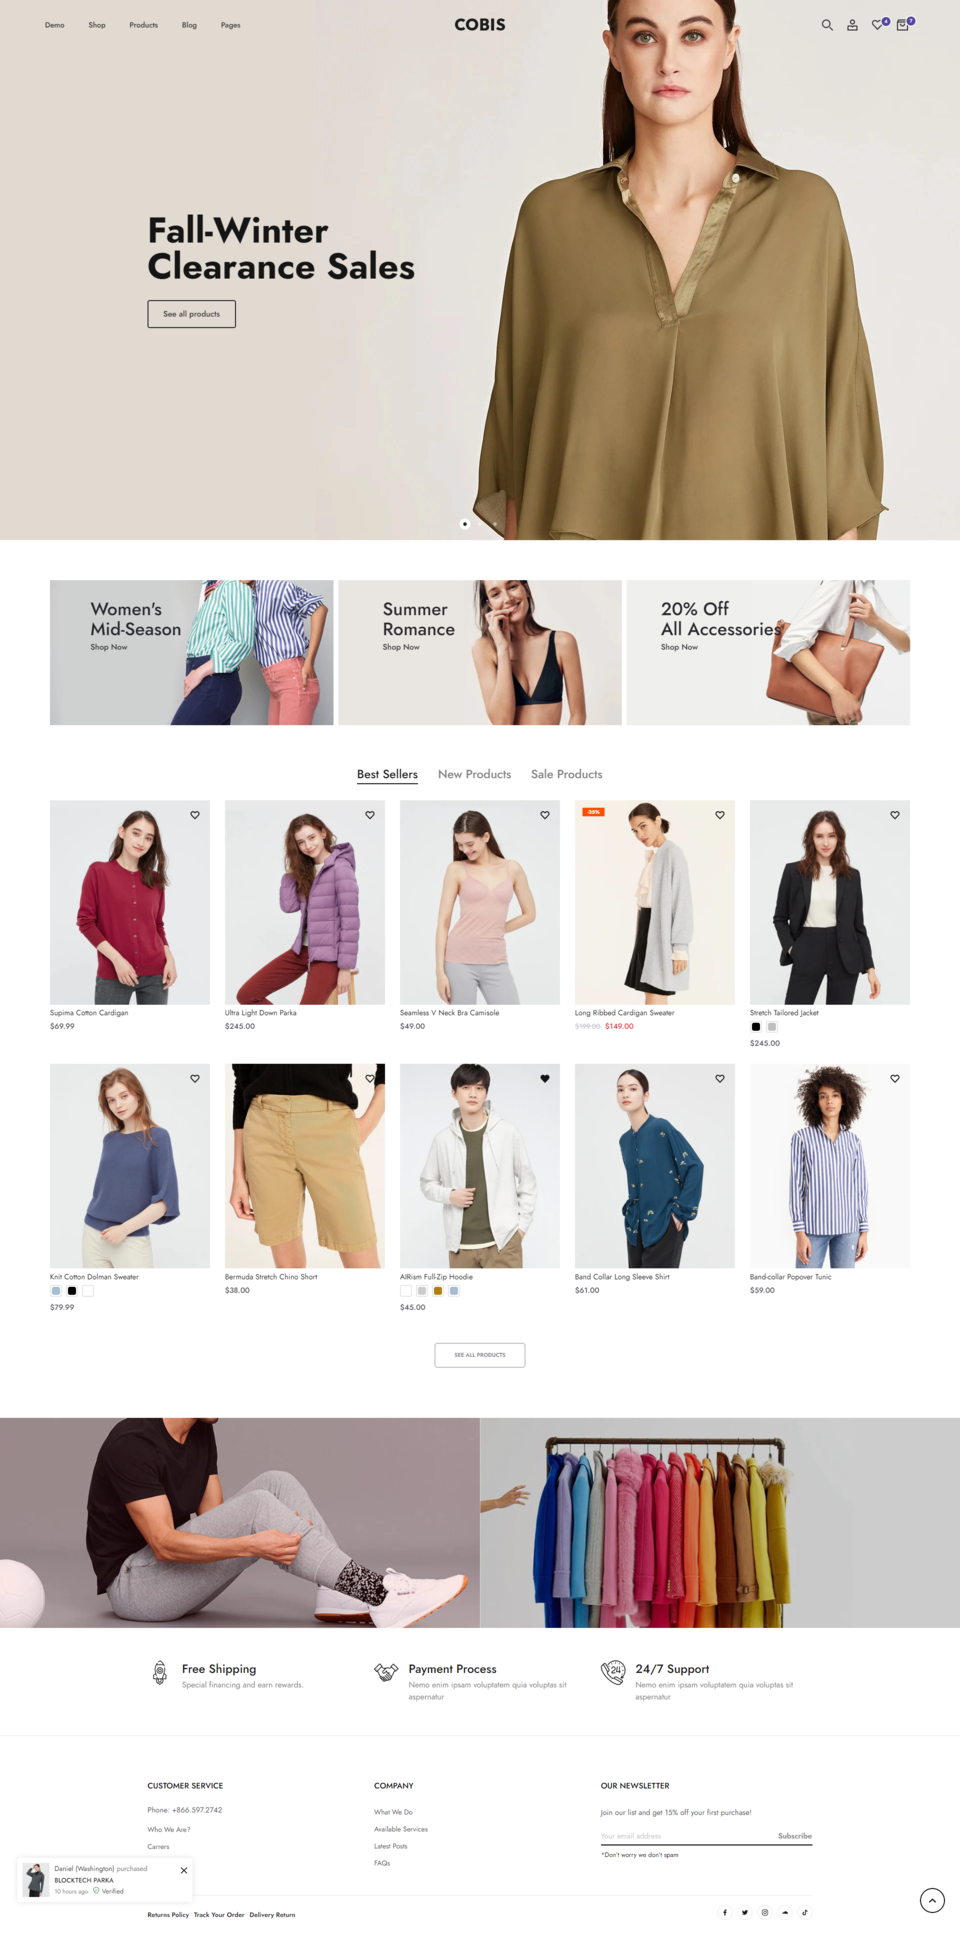 Demo
Shop
Products
Blog
Pages
COBIS
4
7
Fall-Winter
Clearance Sales
See all products
Women's
Mid-Season
Shop Now
Summer
Romance
Shop Now
20% Off
All Accessories
Shop Now
Best Sellers
New Products
Sale Products
Supima Cotton Cardigan
$69.99
Ultra Light Down Parka
$245.00
Seamless V Neck Bra Camisole
$49.00
Long Ribbed Cardigan Sweater
$199.00 $149.00
Stretch Tailored Jacket
$245.00
Knit Cotton Dolman Sweater
$79.99
Bermuda Stretch Chino Short
$38.00
AIRism Full-Zip Hoodie
$45.00
Band Collar Long Sleeve Shirt
$61.00
Band-collar Popover Tunic
$59.00
SEE ALL PRODUCTS
Free Shipping
Special financing and earn rewards.
Payment Process
Nemo enim ipsam voluptatem quia voluptas sit
aspernatur
24
24/7 Support
Nemo enim ipsam voluptatem quia voluptas sit
aspernatur
CUSTOMER SERVICE
Phone: +866.597.2742
Who We Are?
Carrers
COMPANY
What We Do
Available Services
Latest Posts
FAQs
OUR NEWSLETTER
Join our list and get 15% off your first purchase!
Your email address
Subscribe
*Don't worry we don't spam
Daniel (Washington) purchased
BLOCKTECH PARKA
10 hours ago Verified
Returns Policy Track Your Order Delivery Return